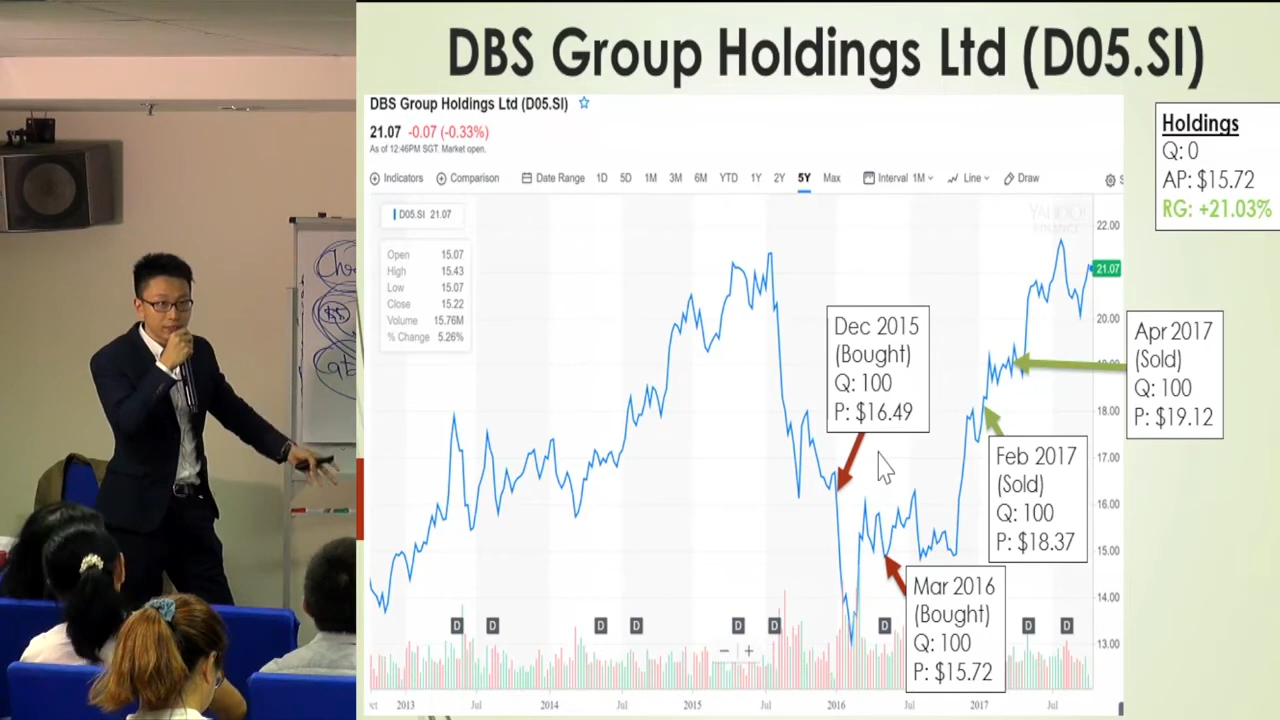 DBS Group Holdings Ltd (D05.SI)
DBS Group Holdings Ltd (D05.SI)
21.07 -0.07 (-0.33%)
As of 12:46PM SGT. Market open.
Indicators Comparison Date Range 1D 5D 1M 3M 6M YTD 1Y 2Y 5Y Max Interval 1M Line Draw S
D05.SI 21.07
Open 15.07
High 15.43
Low 15.07
Close 15.22
Volume 15.76M
% Change 5.26%
YAHOO!
FINANCE
22.00
21.07
20.00
19.00
18.00
17.00
16.00
15.00
14.00
13.00
Holdings
Q: 0
AP: $15.72
RG: +21.03%
Dec 2015
(Bought)
Q: 100
P: $16.49
Apr 2017
(Sold)
Q: 100
P: $19.12
Feb 2017
(Sold)
Q: 100
P: $18.37
Mar 2016
(Bought)
Q: 100
P: $15.72
D D D D D D D D D
2013 Jul 2014 Jul 2015 Jul 2016 Jul 2017 Jul